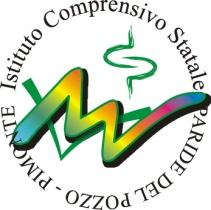 Istituto Comprensivo Statale PARIDE DEL POZZO - PIMONTE